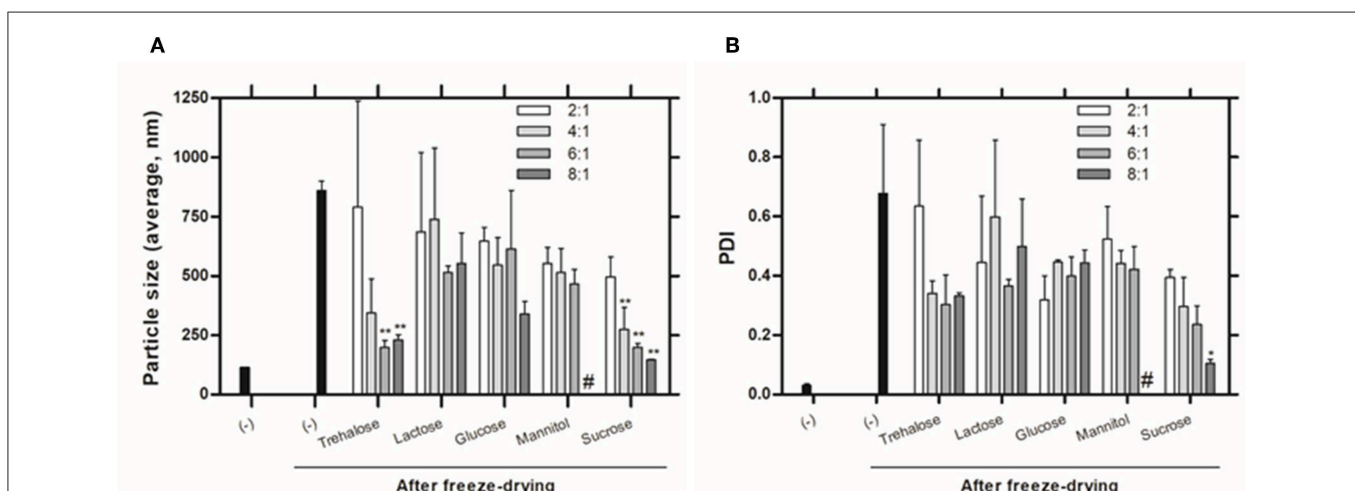 A
B
1250
1000
750
500
250
0
Particle size (average, nm)
2:1
4:1
6:1
8:1
** **
**
**
**
#
(-)
(-)
Trehalose
Lactose
Glucose
Mannitol
Sucrose
After freeze-drying
1.0
0.8
0.6
0.4
0.2
0.0
PDI
2:1
4:1
6:1
8:1
*
#
(-)
(-)
Trehalose
Lactose
Glucose
Mannitol
Sucrose
After freeze-drying